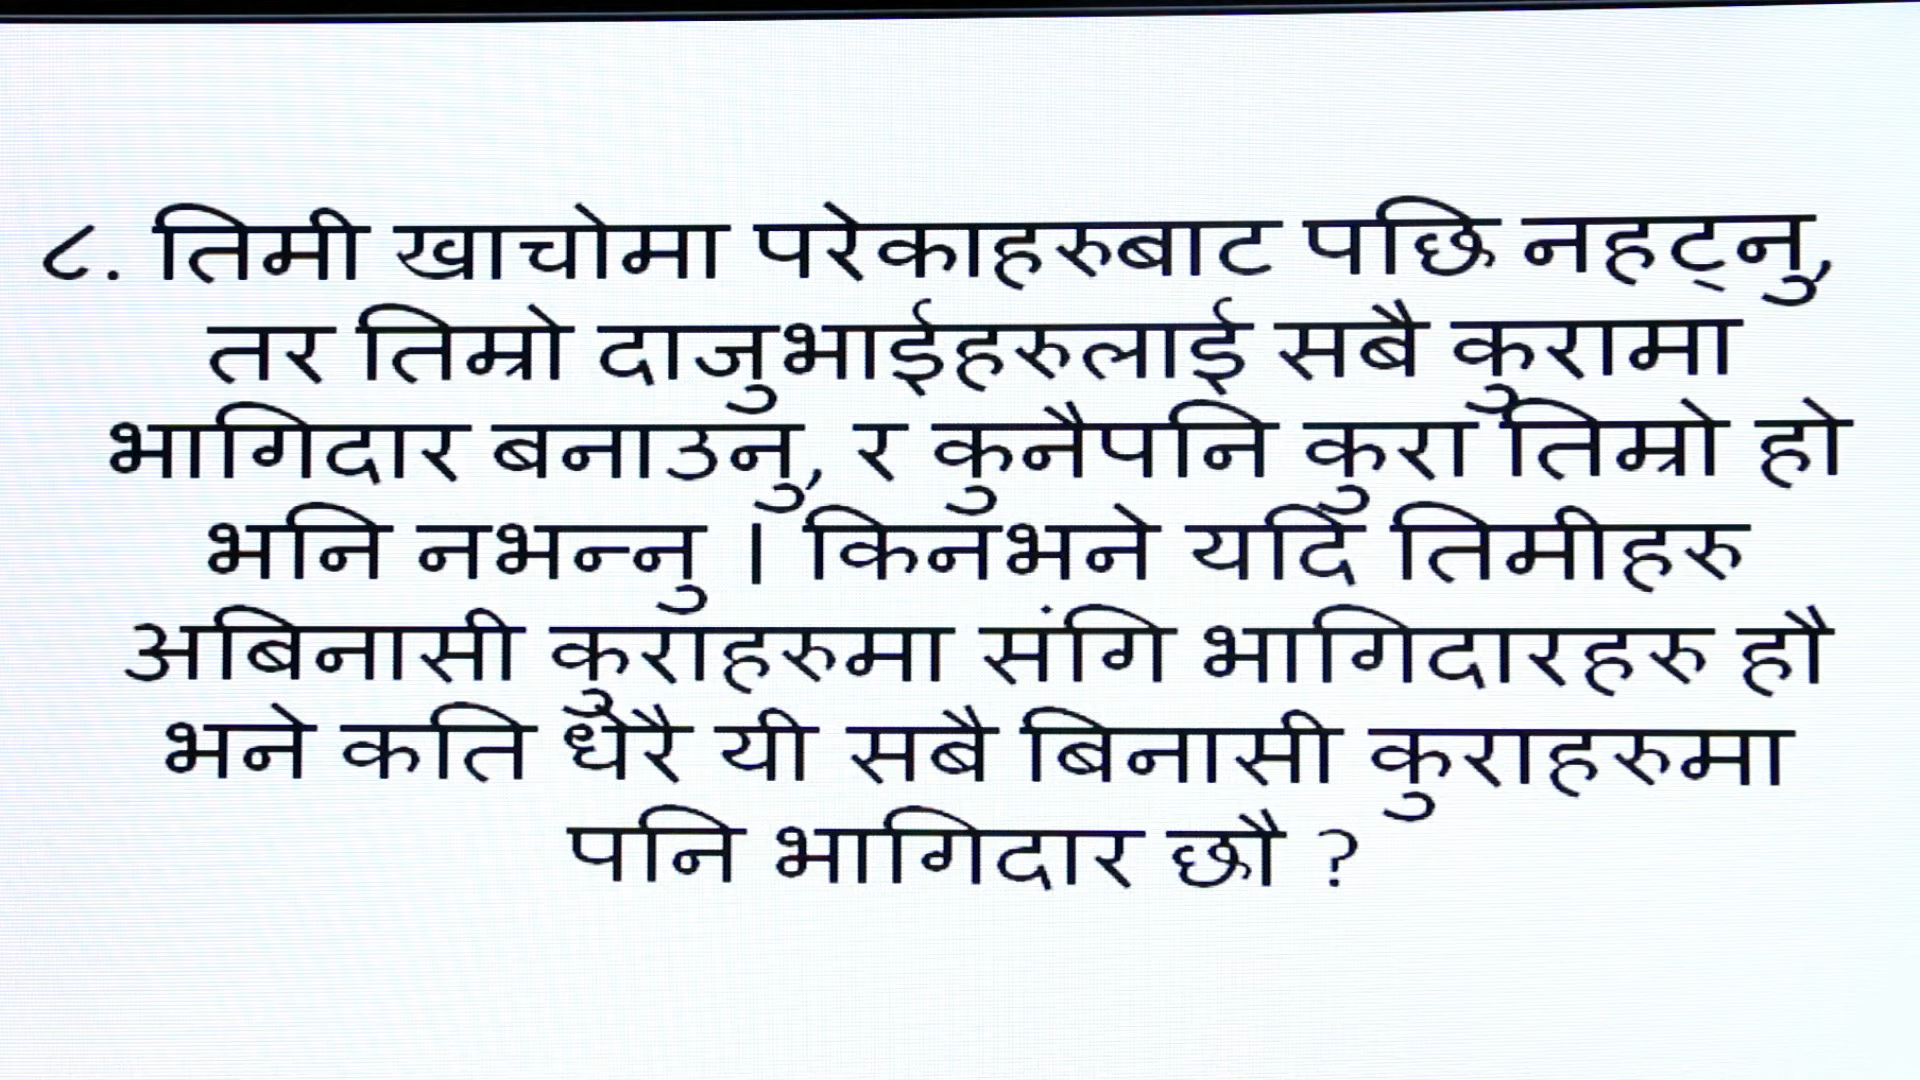 ८. तिमी खाचोमा परेकाहरुबाट पछि नहट्नु,
तर तिम्रो दाजुभाईहरुलाई सबै कुरामा
भागिदार बनाउनु, र कुनैपनि कुरा तिम्रो हो
भनि नभन्नु । किनभने यदि तिमीहरु
अबिनासी कुराहरुमा संगि भागिदारहरु हौ
भने कति धेरै यी सबै बिनासी कुराहरुमा
पनि भागिदार छौ ?